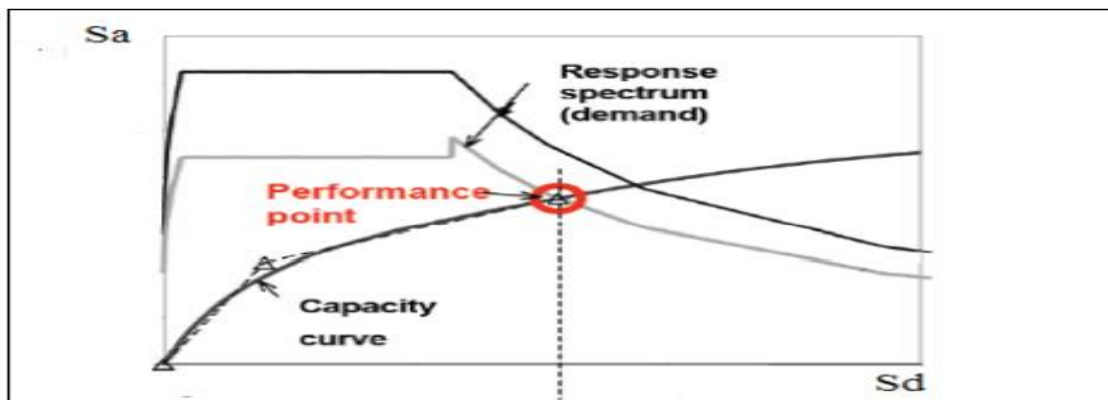 Sa
Response
spectrum
(demand)
Performance
point
Capacity
curve
Sd